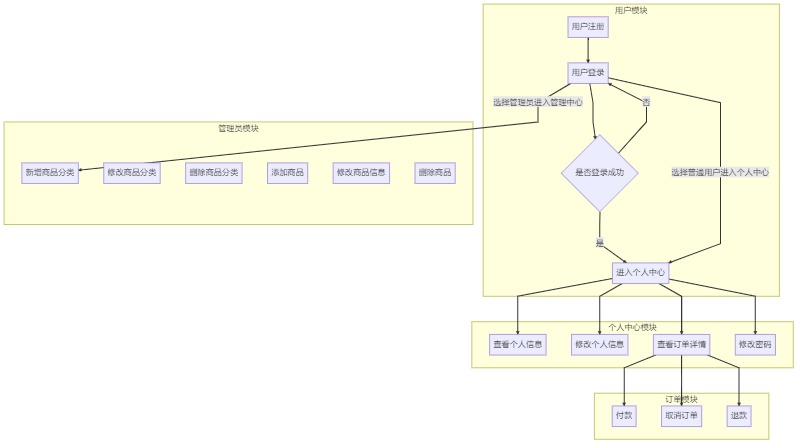 用户模块
用户注册
用户登录
选择管理员进入管理中心
否
管理员模块
新增商品分类
修改商品分类
删除商品分类
添加商品
修改商品信息
删除商品
是否登录成功
选择普通用户进入个人中心
是
进入个人中心
个人中心模块
查看个人信息
修改个人信息
查看订单详情
修改密码
订单模块
付款
取消订单
退款